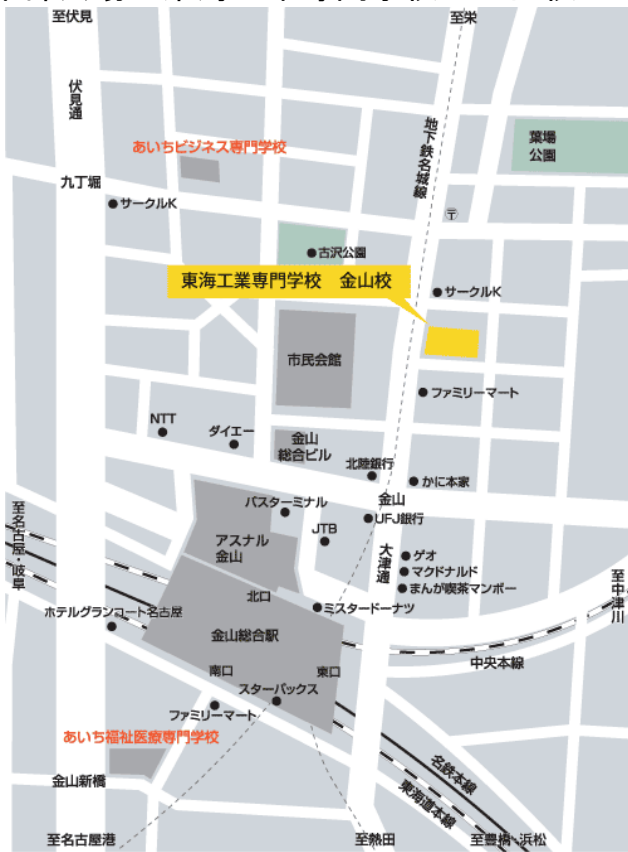 至伏見
至栄
伏見通
地下鉄名城線
葉場
公園
あいちビジネス専門学校
九丁堀
サークルK
〒
古沢公園
東海工業専門学校　金山校
サークルK
市民会館
ファミリーマート
NTT
ダイエー
金山
総合ビル
北陸銀行
かに本家
金山
バスターミナル
UFJ銀行
至名古屋・岐阜
アスナル
金山
JTB
大津通
ゲオ
マクドナルド
まんが喫茶マンボー
至中津川
北口
ミスタードーナツ
ホテルグランコート名古屋
金山総合駅
中央本線
南口
東口
スターバックス
ファミリーマート
あいち福祉医療専門学校
名鉄本線
東海道本線
金山新橋
至名古屋港
至熱田
至豊橋・浜松